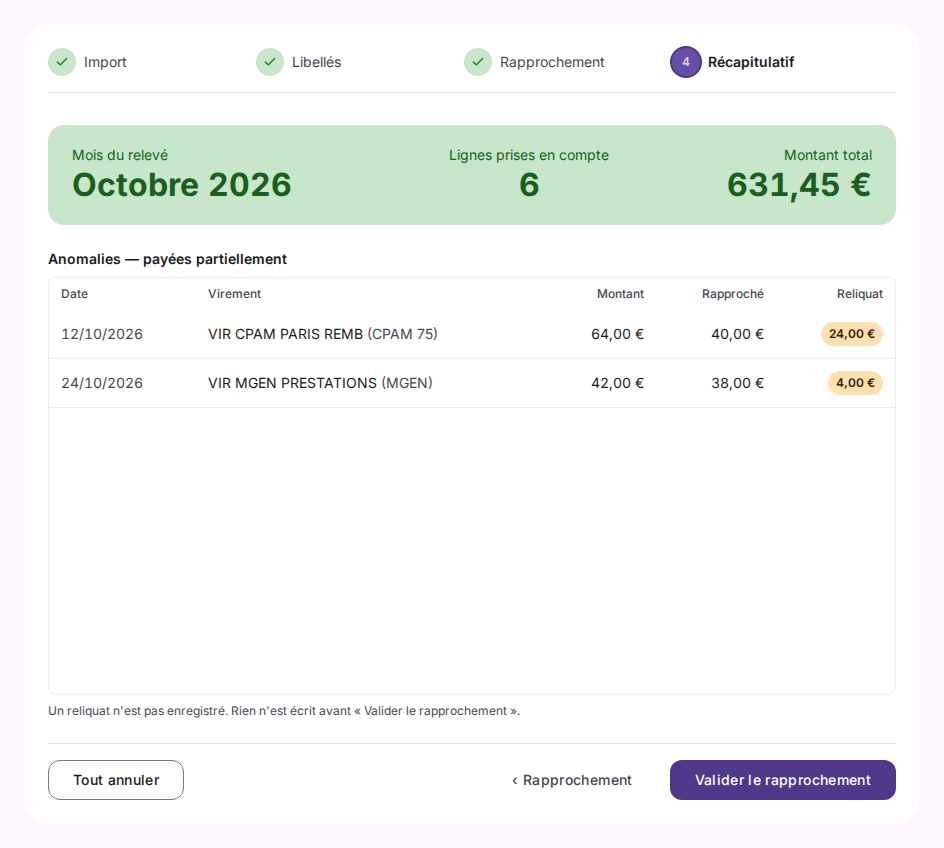 Import
Libellés
Rapprochement
4 Récapitulatif
Mois du relevé
Octobre 2026
Lignes prises en compte
6
Montant total
631,45 €
Anomalies — payées partiellement
Date Virement Montant Rapproché Reliquat
12/10/2026 VIR CPAM PARIS REMB (CPAM 75) 64,00 € 40,00 € 24,00 €
24/10/2026 VIR MGEN PRESTATIONS (MGEN) 42,00 € 38,00 € 4,00 €
Un reliquat n'est pas enregistré. Rien n'est écrit avant « Valider le rapprochement ».
Tout annuler
‹ Rapprochement
Valider le rapprochement